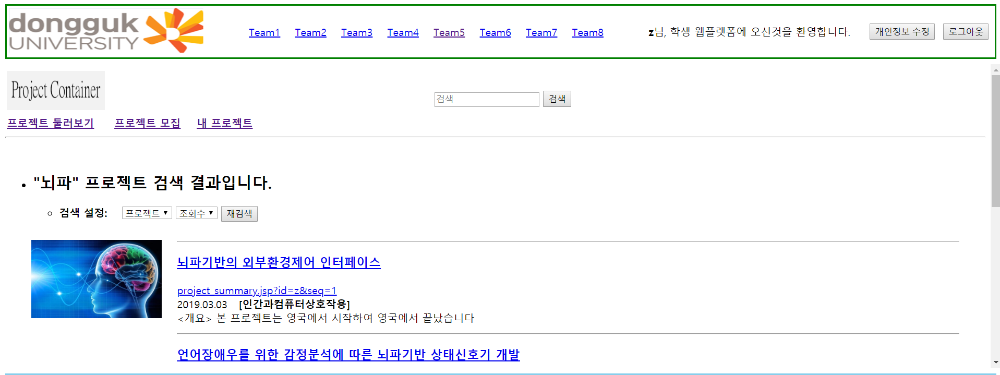 dongguk
UNIVERSITY
Team1 Team2 Team3 Team4 Team5 Team6 Team7 Team8 z님, 학생 웹플랫폼에 오신것을 환영합니다. 개인정보 수정 로그아웃
Project Container
검색 검색
프로젝트 둘러보기 프로젝트 모집 내 프로젝트
"뇌파" 프로젝트 검색 결과입니다.
검색 설정: 프로젝트 조회수 재검색
뇌파기반의 외부환경제어 인터페이스
project_summary.jsp?id=z&seq=1
2019.03.03 [인간과컴퓨터상호작용]
<개요> 본 프로젝트는 영국에서 시작하여 영국에서 끝났습니다
언어장애우를 위한 감정분석에 따른 뇌파기반 상태신호기 개발